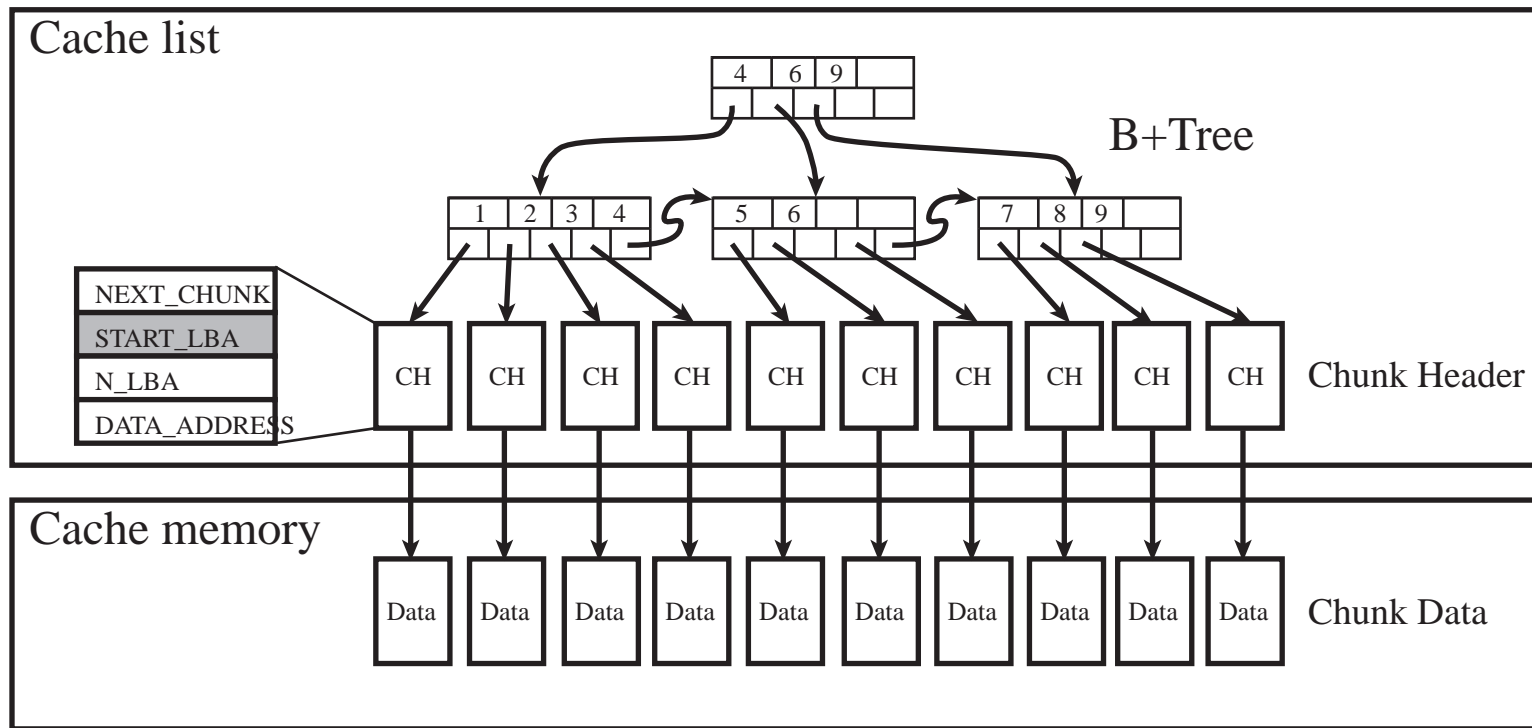 Cache list
4 6 9
B+Tree
1 2 3 4 5 6 7 8 9
NEXT_CHUNK
START_LBA
N_LBA
DATA_ADDRESS
CH CH CH CH CH CH CH CH CH CH
Chunk Header
Cache memory
Data Data Data Data Data Data Data Data Data Data
Chunk Data